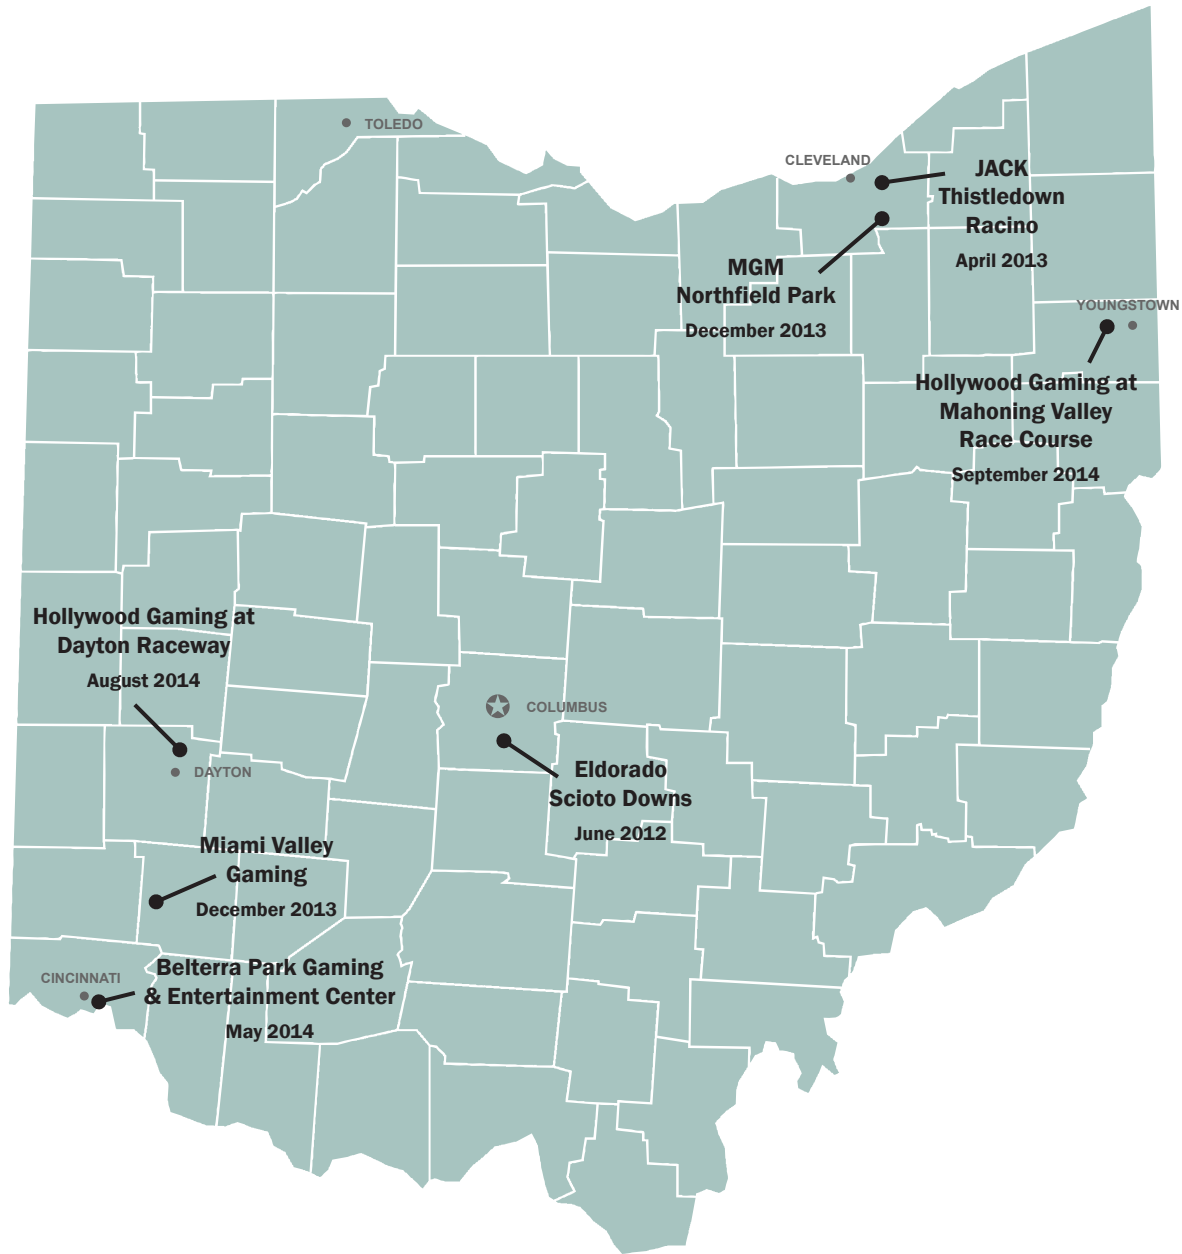 TOLEDO
CLEVELAND
JACK
Thistledown
Racino
April 2013
MGM
Northfield Park
December 2013
YOUNGSTOWN
Hollywood Gaming at
Mahoning Valley
Race Course
September 2014
Hollywood Gaming at
Dayton Raceway
August 2014
COLUMBUS
DAYTON
Eldorado
Scioto Downs
June 2012
Miami Valley
Gaming
December 2013
CINCINNATI
Belterra Park Gaming
& Entertainment Center
May 2014